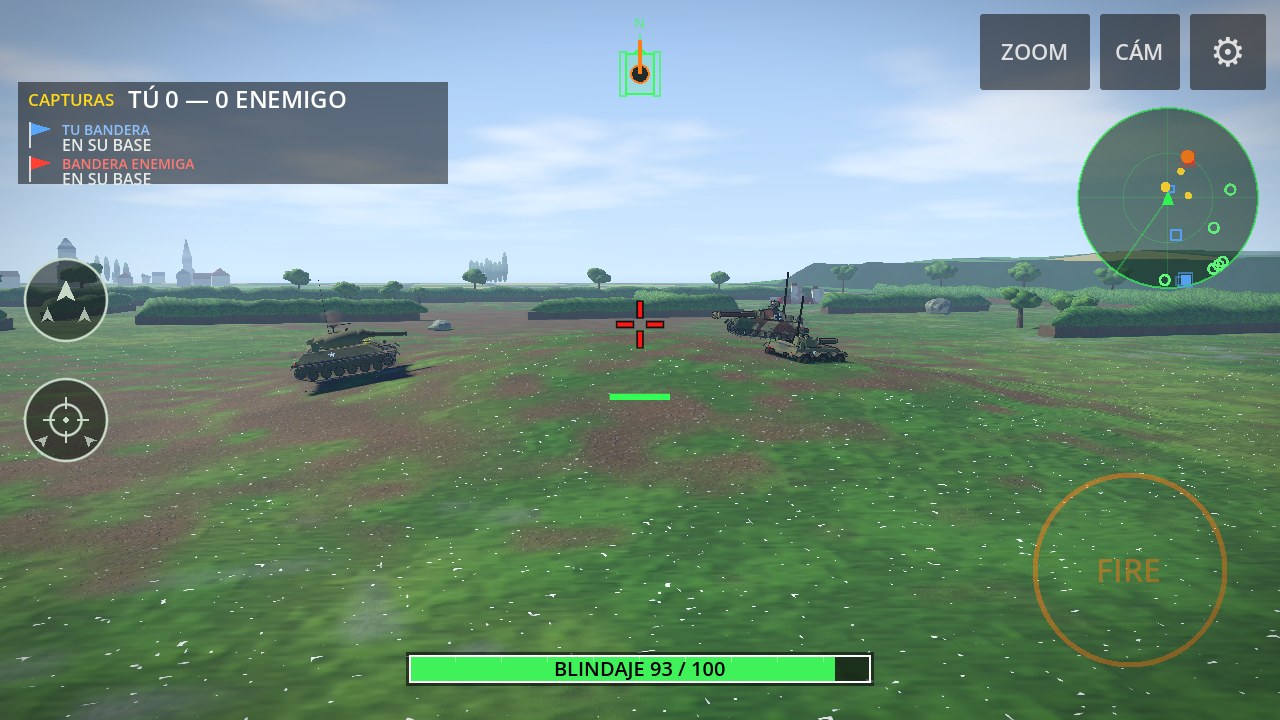 N
ZOOM
CÁM
CAPTURAS TÚ 0 — 0 ENEMIGO
TU BANDERA
EN SU BASE
BANDERA ENEMIGA
EN SU BASE
FIRE
BLINDAJE 93 / 100